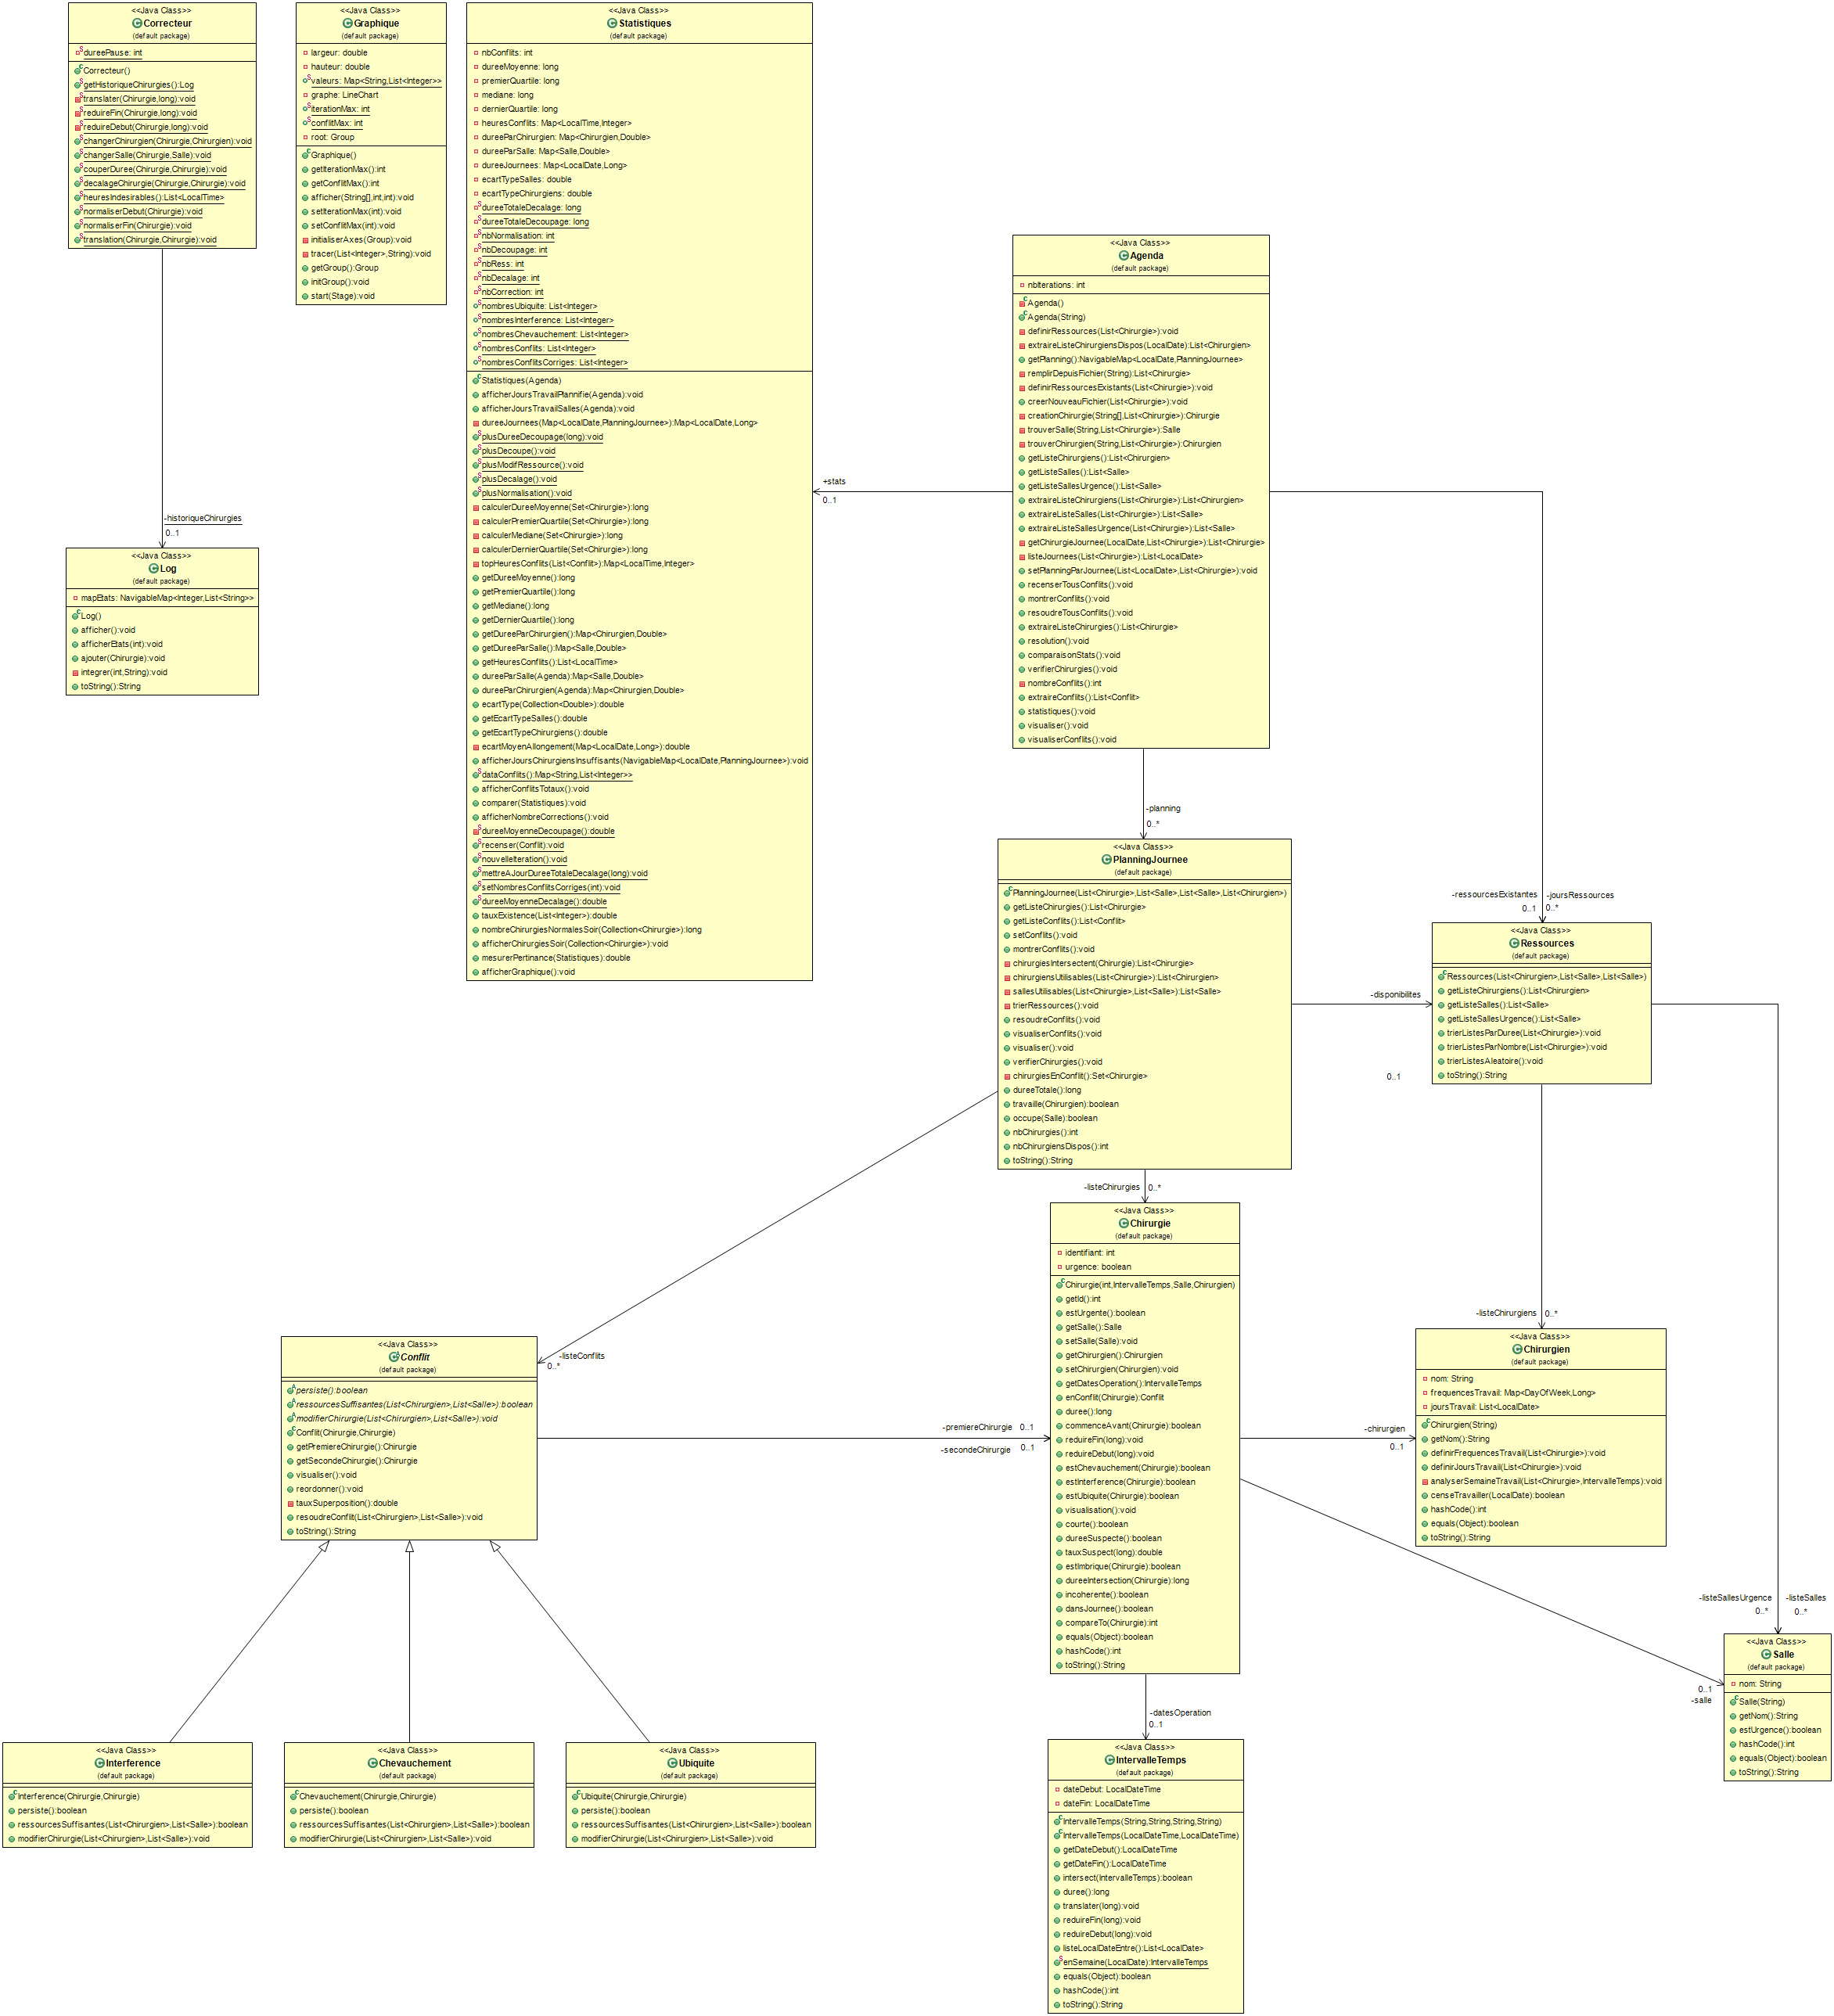 <<Java Class>>
Correcteur
(default package)
dureePause: int
Correcteur()
getHistoriqueChirurgies():Log
translater(Chirurgie,long):void
reduireFin(Chirurgie,long):void
reduireDebut(Chirurgie,long):void
changerChirurgien(Chirurgie,Chirurgien):void
changerSalle(Chirurgie,Salle):void
couperDuree(Chirurgie,Chirurgie):void
decalageChirurgie(Chirurgie,Chirurgie):void
heuresIndesirables():List<LocalTime>
normaliserDebut(Chirurgie):void
normaliserFin(Chirurgie):void
translation(Chirurgie,Chirurgie):void
<<Java Class>>
Graphique
(default package)
largeur: double
hauteur: double
valeurs: Map<String,List<Integer>>
graphe: LineChart
iterationMax: int
conflitMax: int
root: Group
Graphique()
getIterationMax():int
getConflitMax():int
afficher(String[],int,int):void
setIterationMax(int):void
setConflitMax(int):void
initialiserAxes(Group):void
tracer(List<Integer>,String):void
getGroup():Group
initGroup():void
start(Stage):void
<<Java Class>>
Statistiques
(default package)
nbConflits: int
dureeMoyenne: long
premierQuartile: long
mediane: long
dernierQuartile: long
heuresConflits: Map<LocalTime,Integer>
dureeParChirurgien: Map<Chirurgien,Double>
dureeParSalle: Map<Salle,Double>
dureeJournees: Map<LocalDate,Long>
ecartTypeSalles: double
ecartTypeChirurgiens: double
dureeTotaleDecalage: long
dureeTotaleDecoupage: long
nbNormalisation: int
nbDecoupage: int
nbRess: int
nbDecalage: int
nbCorrection: int
nombresUbiquite: List<Integer>
nombresInterference: List<Integer>
nombresChevauchement: List<Integer>
nombresConflits: List<Integer>
nombresConflitsCorriges: List<Integer>
Statistiques(Agenda)
afficherJoursTravailPlannifie(Agenda):void
afficherJoursTravailSalles(Agenda):void
dureeJournees(Map<LocalDate,PlanningJournee>):Map<LocalDate,Long>
plusDureeDecoupage(long):void
plusDecoupe():void
plusModifRessource():void
plusDecalage():void
plusNormalisation():void
calculerDureeMoyenne(Set<Chirurgie>):long
calculerPremierQuartile(Set<Chirurgie>):long
calculerMediane(Set<Chirurgie>):long
calculerDernierQuartile(Set<Chirurgie>):long
topHeuresConflits(List<Conflit>):Map<LocalTime,Integer>
getDureeMoyenne():long
getPremierQuartile():long
getMediane():long
getDernierQuartile():long
getDureeParChirurgien():Map<Chirurgien,Double>
getDureeParSalle():Map<Salle,Double>
getHeuresConflits():List<LocalTime>
dureeParSalle(Agenda):Map<Salle,Double>
dureeParChirurgien(Agenda):Map<Chirurgien,Double>
ecartType(Collection<Double>):double
getEcartTypeSalles():double
getEcartTypeChirurgiens():double
ecartMoyenAllongement(Map<LocalDate,Long>):double
afficherJoursChirurgiensInsuffisants(NavigableMap<LocalDate,PlanningJournee>):void
dataConflits():Map<String,List<Integer>>
afficherConflitsTotaux():void
comparer(Statistiques):void
afficherNombreCorrections():void
dureeMoyenneDecoupage():double
recenser(Conflit):void
nouvelleIteration():void
mettreAJourDureeTotaleDecalage(long):void
setNombresConflitsCorriges(int):void
dureeMoyenneDecalage():double
tauxExistence(List<Integer>):double
nombreChirurgiesNormalesSoir(Collection<Chirurgie>):long
afficherChirurgiesSoir(Collection<Chirurgie>):void
mesurerPertinance(Statistiques):double
afficherGraphique():void
<<Java Class>>
Agenda
(default package)
nbIterations: int
Agenda()
Agenda(String)
definirRessources(List<Chirurgie>):void
extraireListeChirurgiensDispos(LocalDate):List<Chirurgien>
getPlanning():NavigableMap<LocalDate,PlanningJournee>
remplirDepuisFichier(String):List<Chirurgie>
definirRessourcesExistants(List<Chirurgie>):void
creerNouveauFichier(List<Chirurgie>):void
creationChirurgie(String[],List<Chirurgie>):Chirurgie
trouverSalle(String,List<Chirurgie>):Salle
trouverChirurgien(String,List<Chirurgie>):Chirurgien
getListeChirurgiens():List<Chirurgien>
getListeSalles():List<Salle>
getListeSallesUrgence():List<Salle>
extraireListeChirurgiens(List<Chirurgie>):List<Chirurgien>
extraireListeSalles(List<Chirurgie>):List<Salle>
extraireListeSallesUrgence(List<Chirurgie>):List<Salle>
getChirurgieJournee(LocalDate,List<Chirurgie>):List<Chirurgie>
listeJournees(List<Chirurgie>):List<LocalDate>
setPlanningParJournee(List<LocalDate>,List<Chirurgie>):void
recenserTousConflits():void
montrerConflits():void
resoudreTousConflits():void
extraireListeChirurgies():List<Chirurgie>
resolution():void
comparaisonStats():void
verifierChirurgies():void
nombreConflits():int
extraireConflits():List<Conflit>
statistiques():void
visualiser():void
visualiserConflits():void
+stats
0..1
-historiqueChirurgies
0..1
<<Java Class>>
Log
(default package)
mapEtats: NavigableMap<Integer,List<String>>
Log()
afficher():void
afficherEtats(int):void
ajouter(Chirurgie):void
integrer(int,String):void
toString():String
-planning
0..*
<<Java Class>>
PlanningJournee
(default package)
PlanningJournee(List<Chirurgie>,List<Salle>,List<Salle>,List<Chirurgien>)
getListeChirurgies():List<Chirurgie>
getListeConflits():List<Conflit>
setConflits():void
montrerConflits():void
chirurgiesIntersectent(Chirurgie):List<Chirurgie>
chirurgiensUtilisables(List<Chirurgie>):List<Chirurgien>
sallesUtilisables(List<Chirurgie>,List<Salle>):List<Salle>
trierRessources():void
resoudreConflits():void
visualiserConflits():void
visualiser():void
verifierChirurgies():void
chirurgiesEnConflit():Set<Chirurgie>
dureeTotale():long
travaille(Chirurgien):boolean
occupe(Salle):boolean
nbChirurgies():int
nbChirurgiensDispos():int
toString():String
-ressourcesExistantes
0..1
-joursRessources
0..*
<<Java Class>>
Ressources
(default package)
Ressources(List<Chirurgien>,List<Salle>,List<Salle>)
getListeChirurgiens():List<Chirurgien>
getListeSalles():List<Salle>
getListeSallesUrgence():List<Salle>
trierListesParDuree(List<Chirurgie>):void
trierListesParNombre(List<Chirurgie>):void
trierListesAleatoire():void
toString():String
-disponibilites
0..1
-listeChirurgies
0..*
<<Java Class>>
Chirurgie
(default package)
identifiant: int
urgence: boolean
Chirurgie(int,IntervalleTemps,Salle,Chirurgien)
getId():int
estUrgente():boolean
getSalle():Salle
setSalle(Salle):void
getChirurgien():Chirurgien
setChirurgien(Chirurgien):void
getDatesOperation():IntervalleTemps
enConflit(Chirurgie):Conflit
duree():long
commenceAvant(Chirurgie):boolean
reduireFin(long):void
reduireDebut(long):void
estChevauchement(Chirurgie):boolean
estInterference(Chirurgie):boolean
estUbiquite(Chirurgie):boolean
visualisation():void
courte():boolean
dureeSuspecte():boolean
tauxSuspect(long):double
estImbrique(Chirurgie):boolean
dureeIntersection(Chirurgie):long
incoherente():boolean
dansJournee():boolean
compareTo(Chirurgie):int
equals(Object):boolean
hashCode():int
toString():String
-listeChirurgiens
0..*
<<Java Class>>
Chirurgien
(default package)
nom: String
frequencesTravail: Map<DayOfWeek,Long>
joursTravail: List<LocalDate>
Chirurgien(String)
getNom():String
definirFrequencesTravail(List<Chirurgie>):void
definirJoursTravail(List<Chirurgie>):void
analyserSemaineTravail(List<Chirurgie>,IntervalleTemps):void
censeTravailler(LocalDate):boolean
hashCode():int
equals(Object):boolean
toString():String
-listeConflits
0..*
<<Java Class>>
Conflit
(default package)
persiste():boolean
ressourcesSuffisantes(List<Chirurgien>,List<Salle>):boolean
modifierChirurgie(List<Chirurgien>,List<Salle>):void
Conflit(Chirurgie,Chirurgie)
getPremiereChirurgie():Chirurgie
getSecondeChirurgie():Chirurgie
visualiser():void
reordonner():void
tauxSuperposition():double
resoudreConflit(List<Chirurgien>,List<Salle>):void
toString():String
-premiereChirurgie 0..1
-secondeChirurgie 0..1
-chirurgien
0..1
-listeSallesUrgence
0..*
-listeSalles
0..*
<<Java Class>>
Salle
(default package)
nom: String
Salle(String)
getNom():String
estUrgence():boolean
hashCode():int
equals(Object):boolean
toString():String
0..1
-salle
-datesOperation
0..1
<<Java Class>>
Interference
(default package)
Interference(Chirurgie,Chirurgie)
persiste():boolean
ressourcesSuffisantes(List<Chirurgien>,List<Salle>):boolean
modifierChirurgie(List<Chirurgien>,List<Salle>):void
<<Java Class>>
Chevauchement
(default package)
Chevauchement(Chirurgie,Chirurgie)
persiste():boolean
ressourcesSuffisantes(List<Chirurgien>,List<Salle>):boolean
modifierChirurgie(List<Chirurgien>,List<Salle>):void
<<Java Class>>
Ubiquite
(default package)
Ubiquite(Chirurgie,Chirurgie)
persiste():boolean
ressourcesSuffisantes(List<Chirurgien>,List<Salle>):boolean
modifierChirurgie(List<Chirurgien>,List<Salle>):void
<<Java Class>>
IntervalleTemps
(default package)
dateDebut: LocalDateTime
dateFin: LocalDateTime
IntervalleTemps(String,String,String,String)
IntervalleTemps(LocalDateTime,LocalDateTime)
getDateDebut():LocalDateTime
getDateFin():LocalDateTime
intersect(IntervalleTemps):boolean
duree():long
translater(long):void
reduireFin(long):void
reduireDebut(long):void
listeLocalDateEntre():List<LocalDate>
enSemaine(LocalDate):IntervalleTemps
equals(Object):boolean
hashCode():int
toString():String